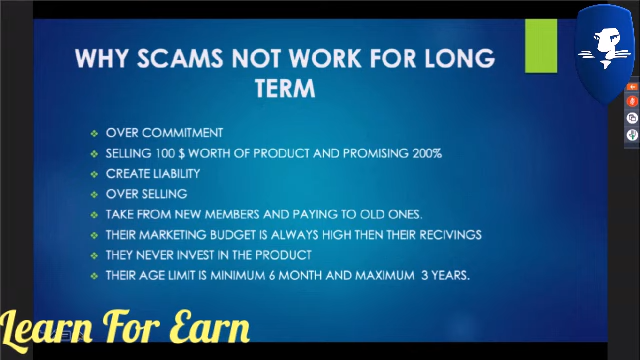 WHY SCAMS NOT WORK FOR LONG
TERM
OVER COMMITMENT
SELLING 100 $ WORTH OF PRODUCT AND PROMISING 200%
CREATE LIABILITY
OVER SELLING
TAKE FROM NEW MEMBERS AND PAYING TO OLD ONES.
THEIR MARKETING BUDGET IS ALWAYS HIGH THEN THEIR RECIVINGS
THEY NEVER INVEST IN THE PRODUCT
THEIR AGE LIMIT IS MINIMUM 6 MONTH AND MAXIMUM 3 YEARS.
Learn For Earn